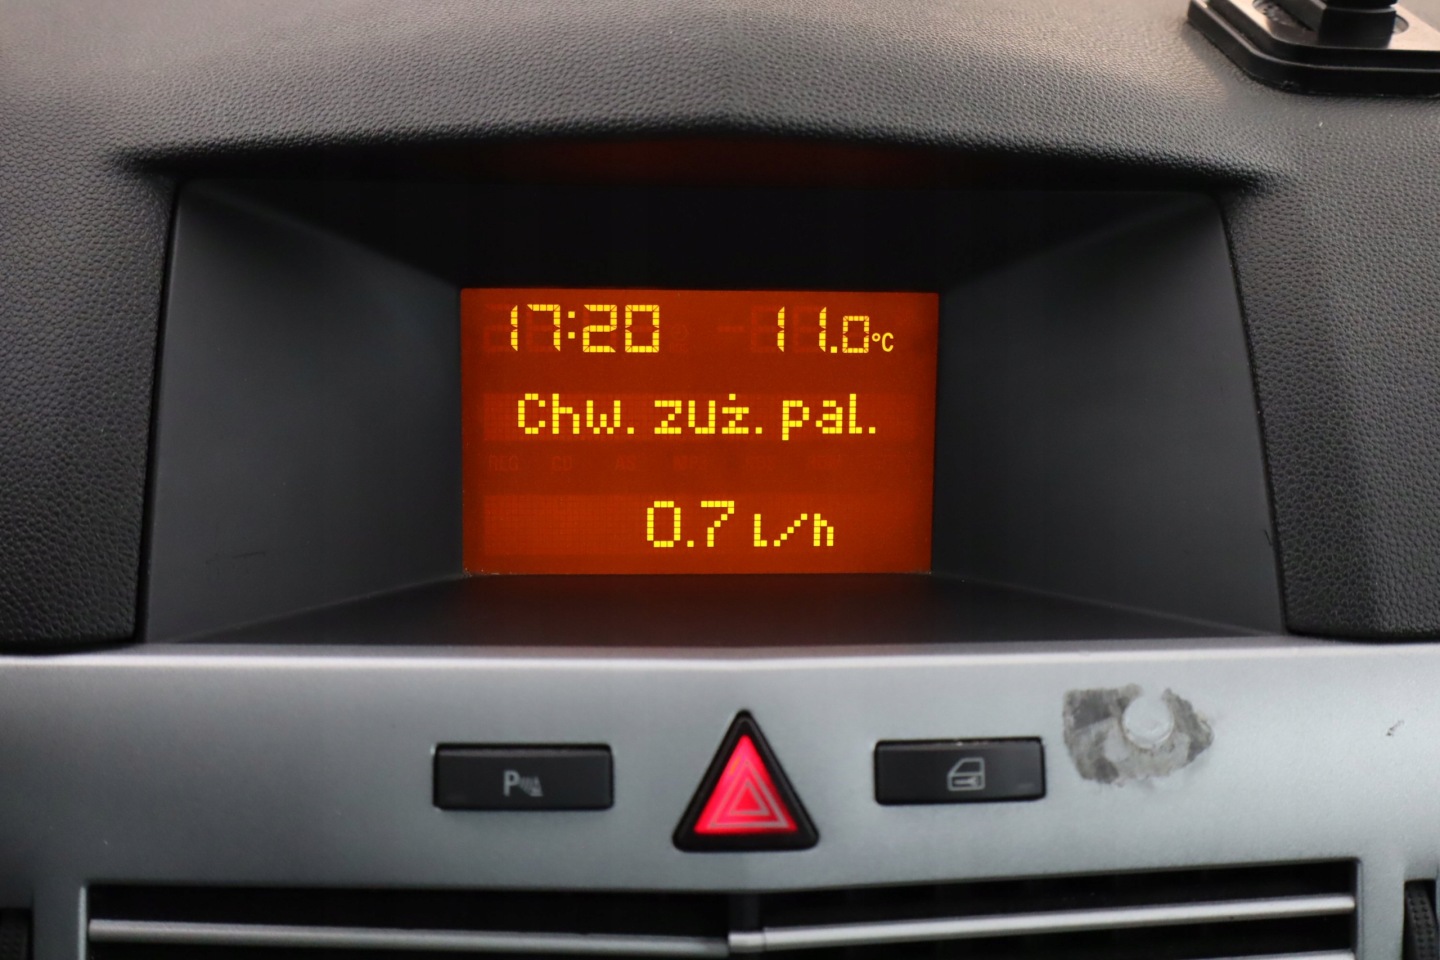 17:20 11.0°C
Chw. zuż. pal.
0.7 l/h
P